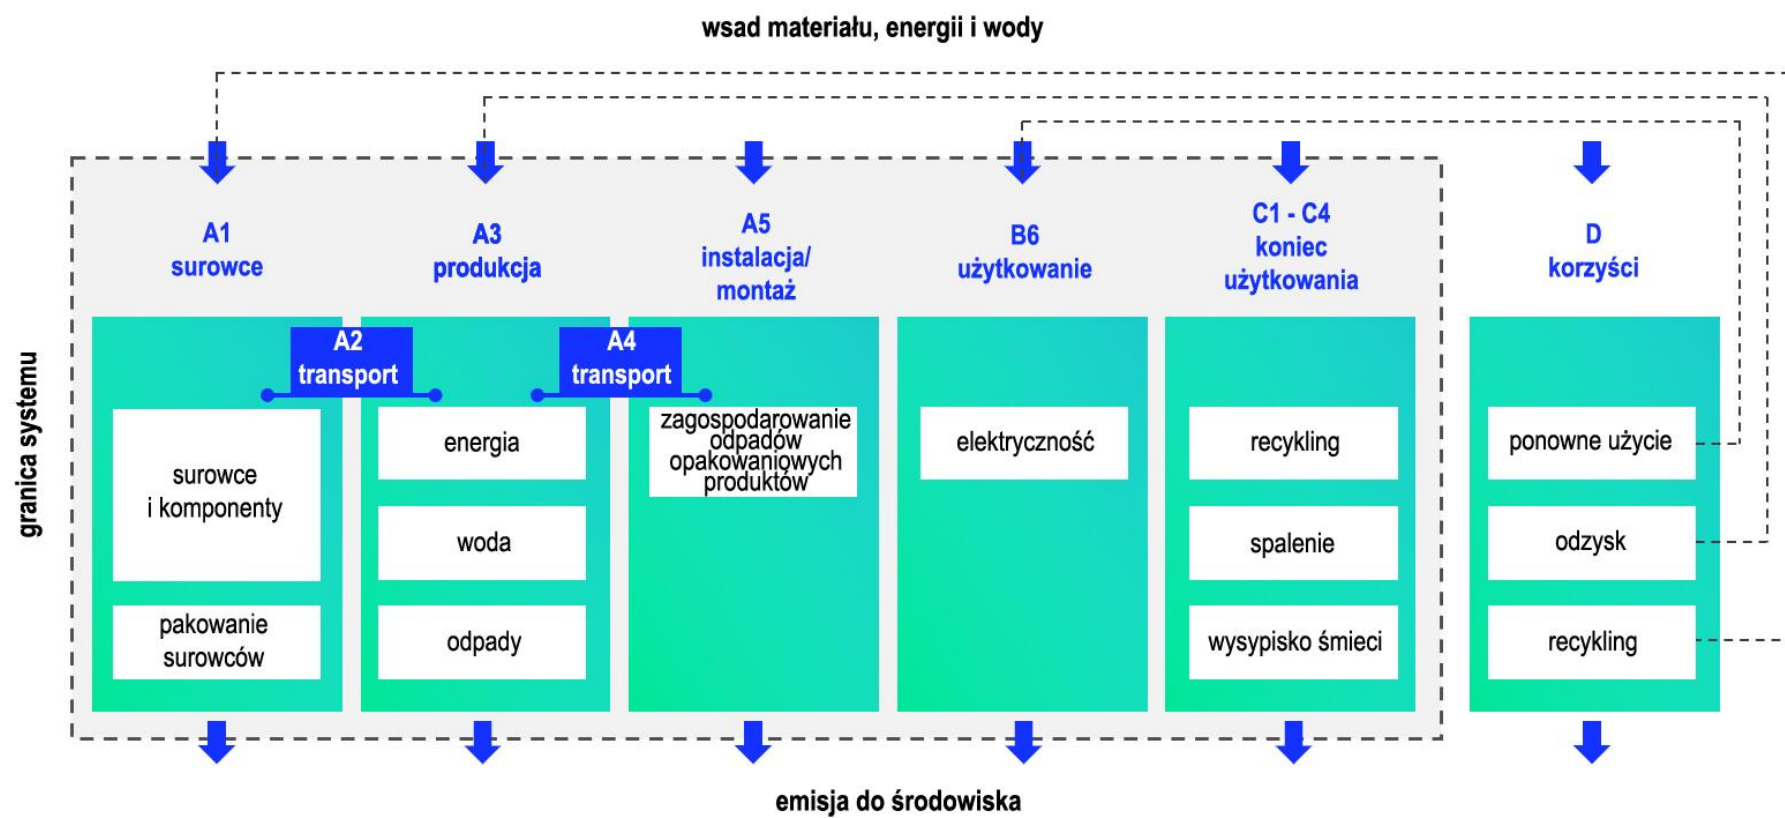 wsad materiału, energii i wody
granica systemu
A1
surowce
A3
produkcja
A5
instalacja/
montaż
B6
użytkowanie
C1 - C4
koniec
użytkowania
D
korzyści
A2
transport
A4
transport
surowce
i komponenty
pakowanie
surowców
energia
woda
odpady
zagospodarowanie
odpadów
opakowaniowych
produktów
elektryczność
recykling
spalenie
wysypisko śmieci
ponowne użycie
odzysk
recykling
emisja do środowiska